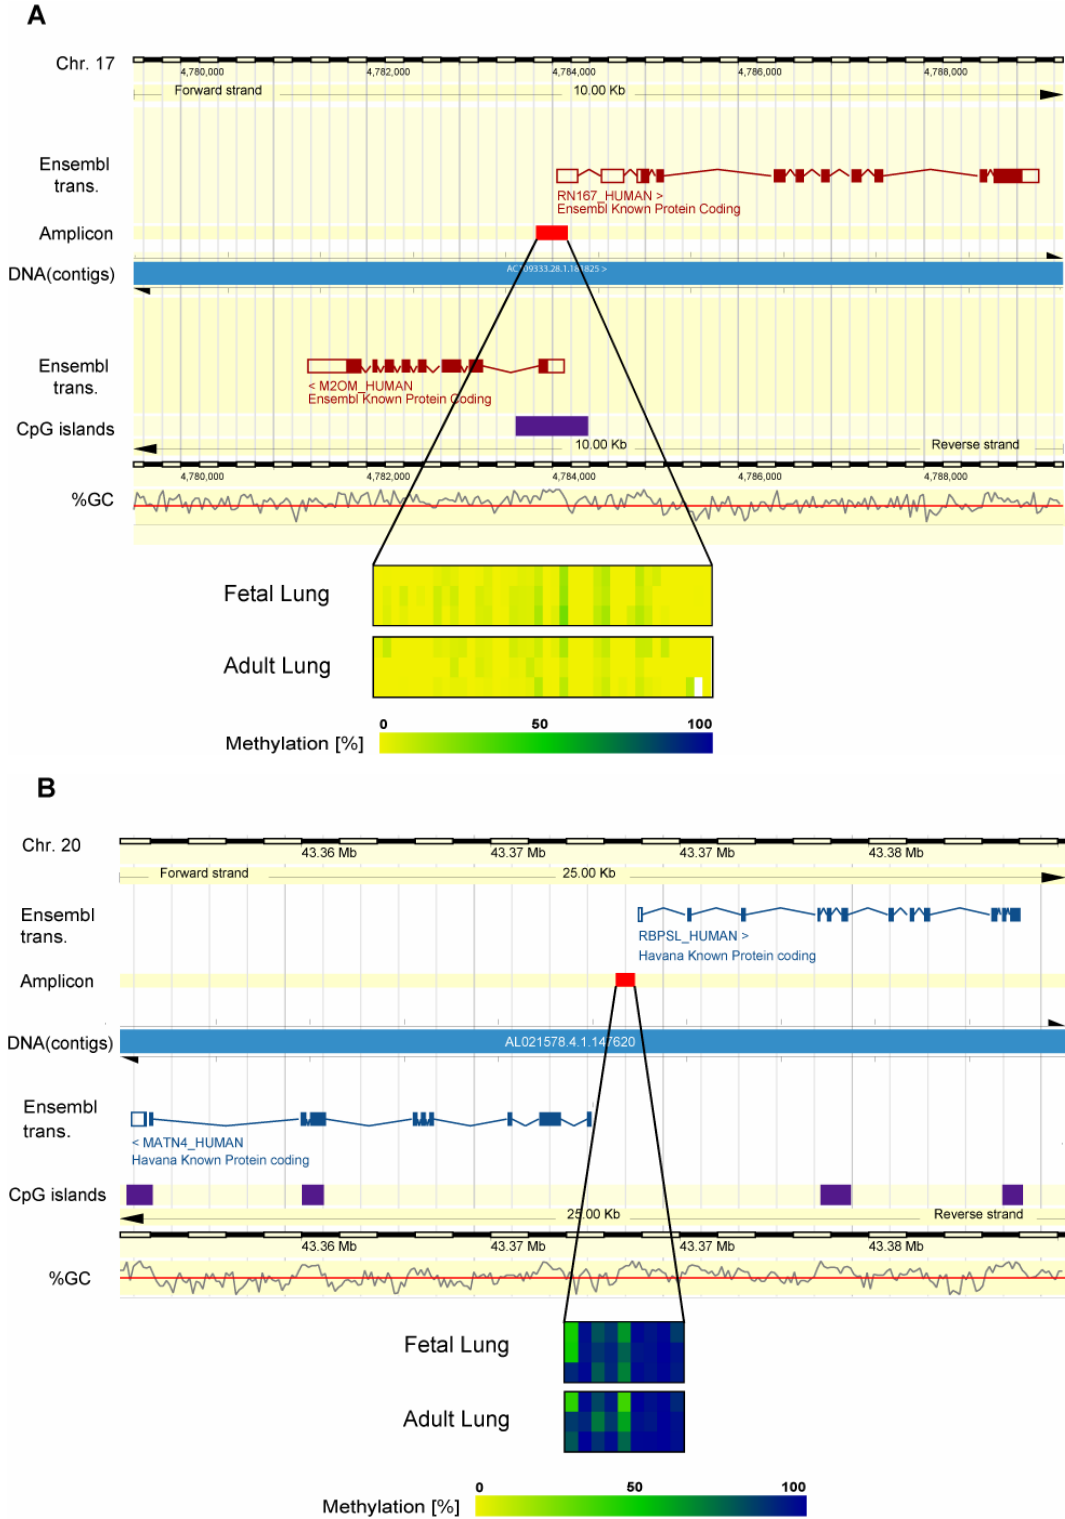 A
Chr. 17
4,780,000 4,782,000 4,784,000 4,786,000 4,788,000
Forward strand 10.00 Kb
Ensembl
trans.
RN167_HUMAN >
Ensembl Known Protein Coding
Amplicon
DNA(contigs)
Ensembl
trans.
< M2OM_HUMAN
Ensembl Known Protein Coding
CpG islands
10.00 Kb Reverse strand
4,780,000 4,782,000 4,784,000 4,786,000 4,788,000
%GC
Fetal Lung
Adult Lung
0 50 100
Methylation [%]
B
Chr. 20
43.36 Mb 43.37 Mb 43.37 Mb 43.38 Mb
Forward strand 25.00 Kb
Ensembl
trans.
RBPSL_HUMAN >
Havana Known Protein coding
Amplicon
DNA(contigs) AL021578.4.1.147620
Ensembl
trans.
< MATN4_HUMAN
Havana Known Protein coding
CpG islands
25.00 Kb Reverse strand
43.36 Mb 43.37 Mb 43.37 Mb 43.38 Mb
%GC
Fetal Lung
Adult Lung
0 50 100
Methylation [%]